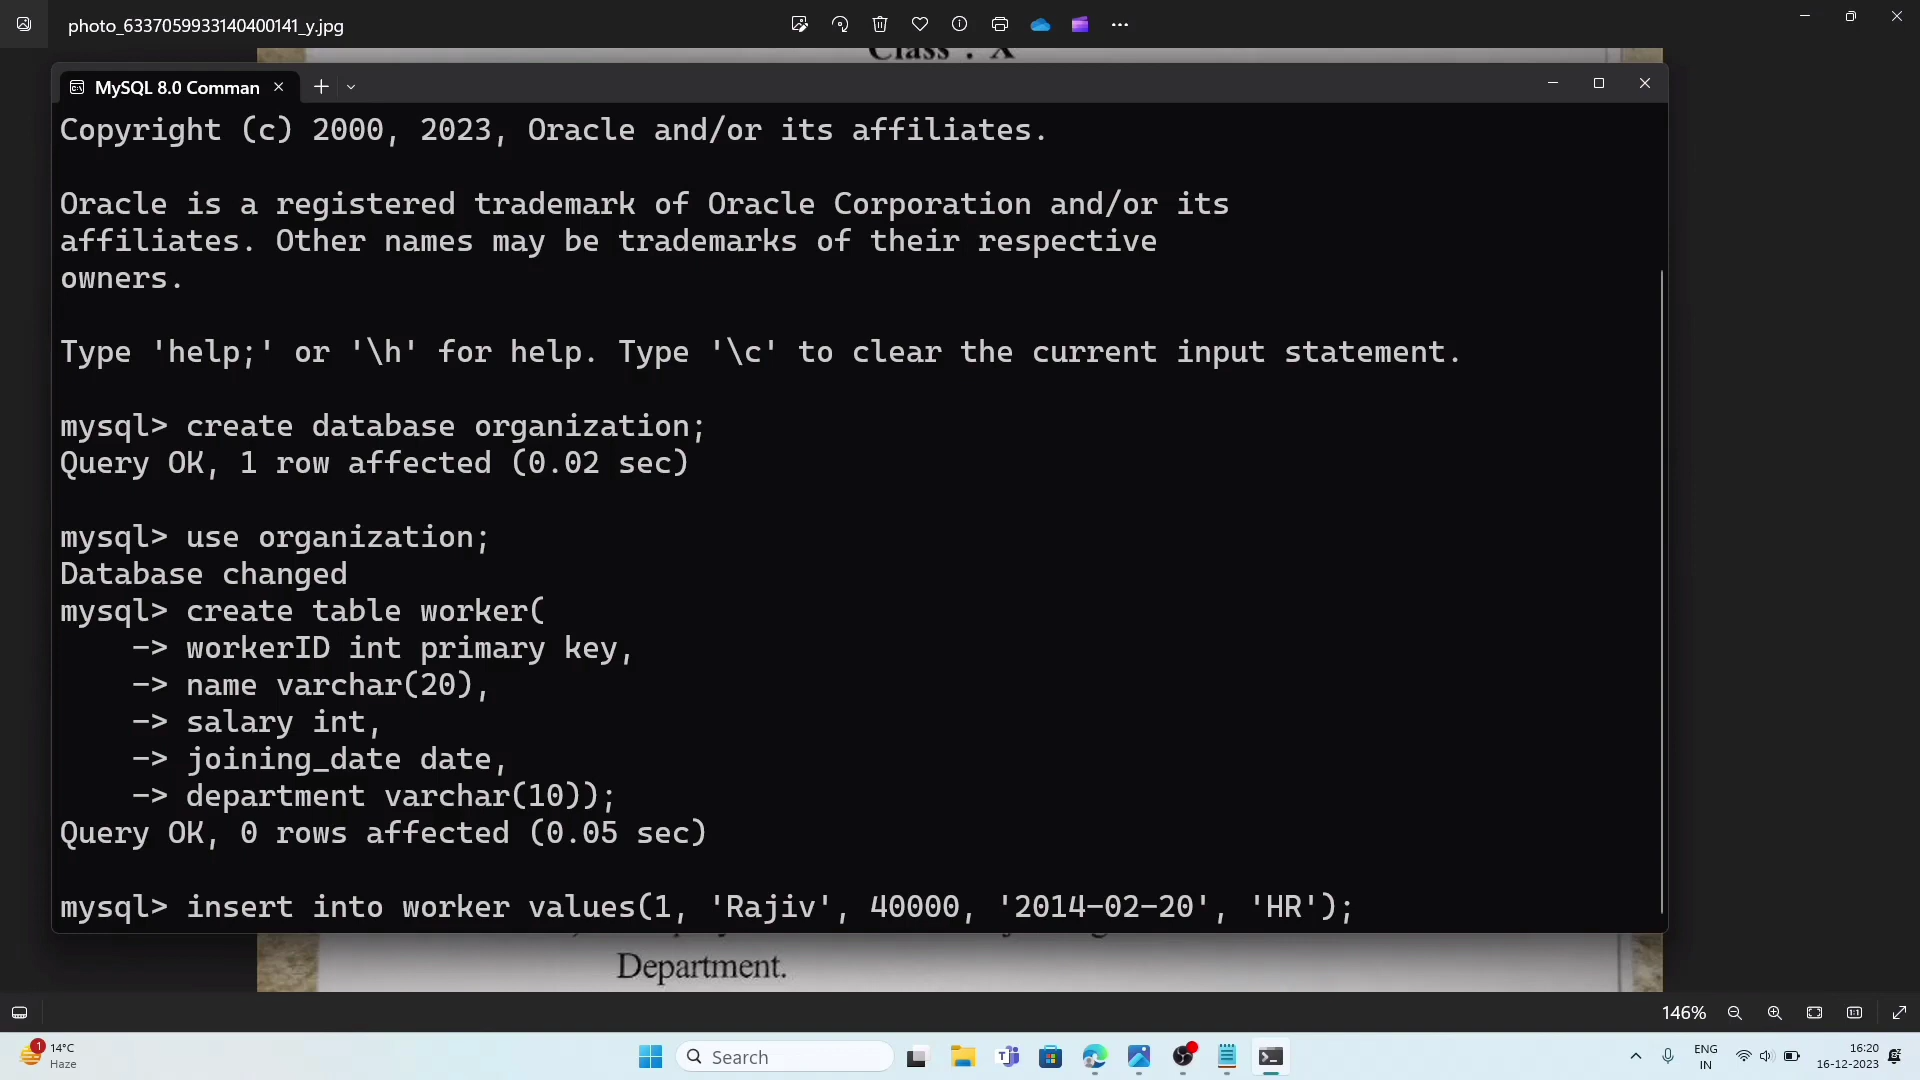 photo_6337059933140400141_y.jpg
Class : X
MySQL 8.0 Comman
Copyright (c) 2000, 2023, Oracle and/or its affiliates.
Oracle is a registered trademark of Oracle Corporation and/or its
affiliates. Other names may be trademarks of their respective
owners.
Type 'help;' or '\h' for help. Type '\c' to clear the current input statement.
mysql> create database organization;
Query OK, 1 row affected (0.02 sec)
mysql> use organization;
Database changed
mysql> create table worker(
    -> workerID int primary key,
    -> name varchar(20),
    -> salary int,
    -> joining_date date,
    -> department varchar(10));
Query OK, 0 rows affected (0.05 sec)
mysql> insert into worker values(1, 'Rajiv', 40000, '2014-02-20', 'HR');
Department.
146%
1
14°C
Haze
Search
ENG
IN
16:20
16-12-2023